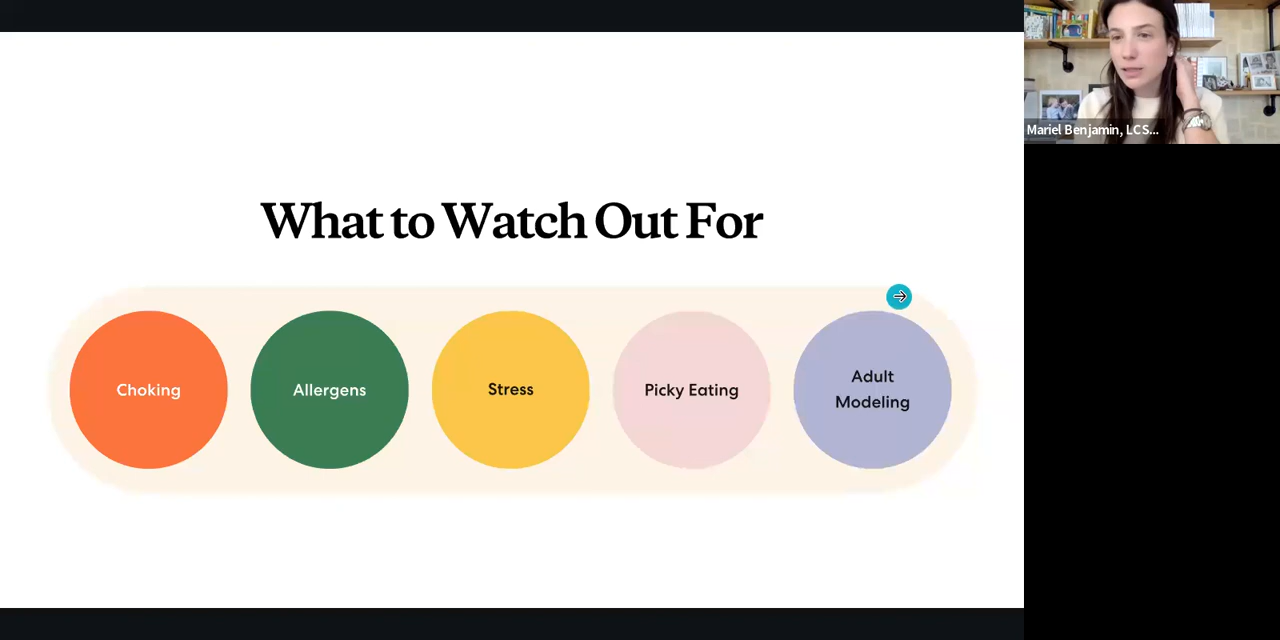 What to Watch Out For
Choking
Allergens
Stress
Picky Eating
Adult
Modeling
Mariel Benjamin, LCS...